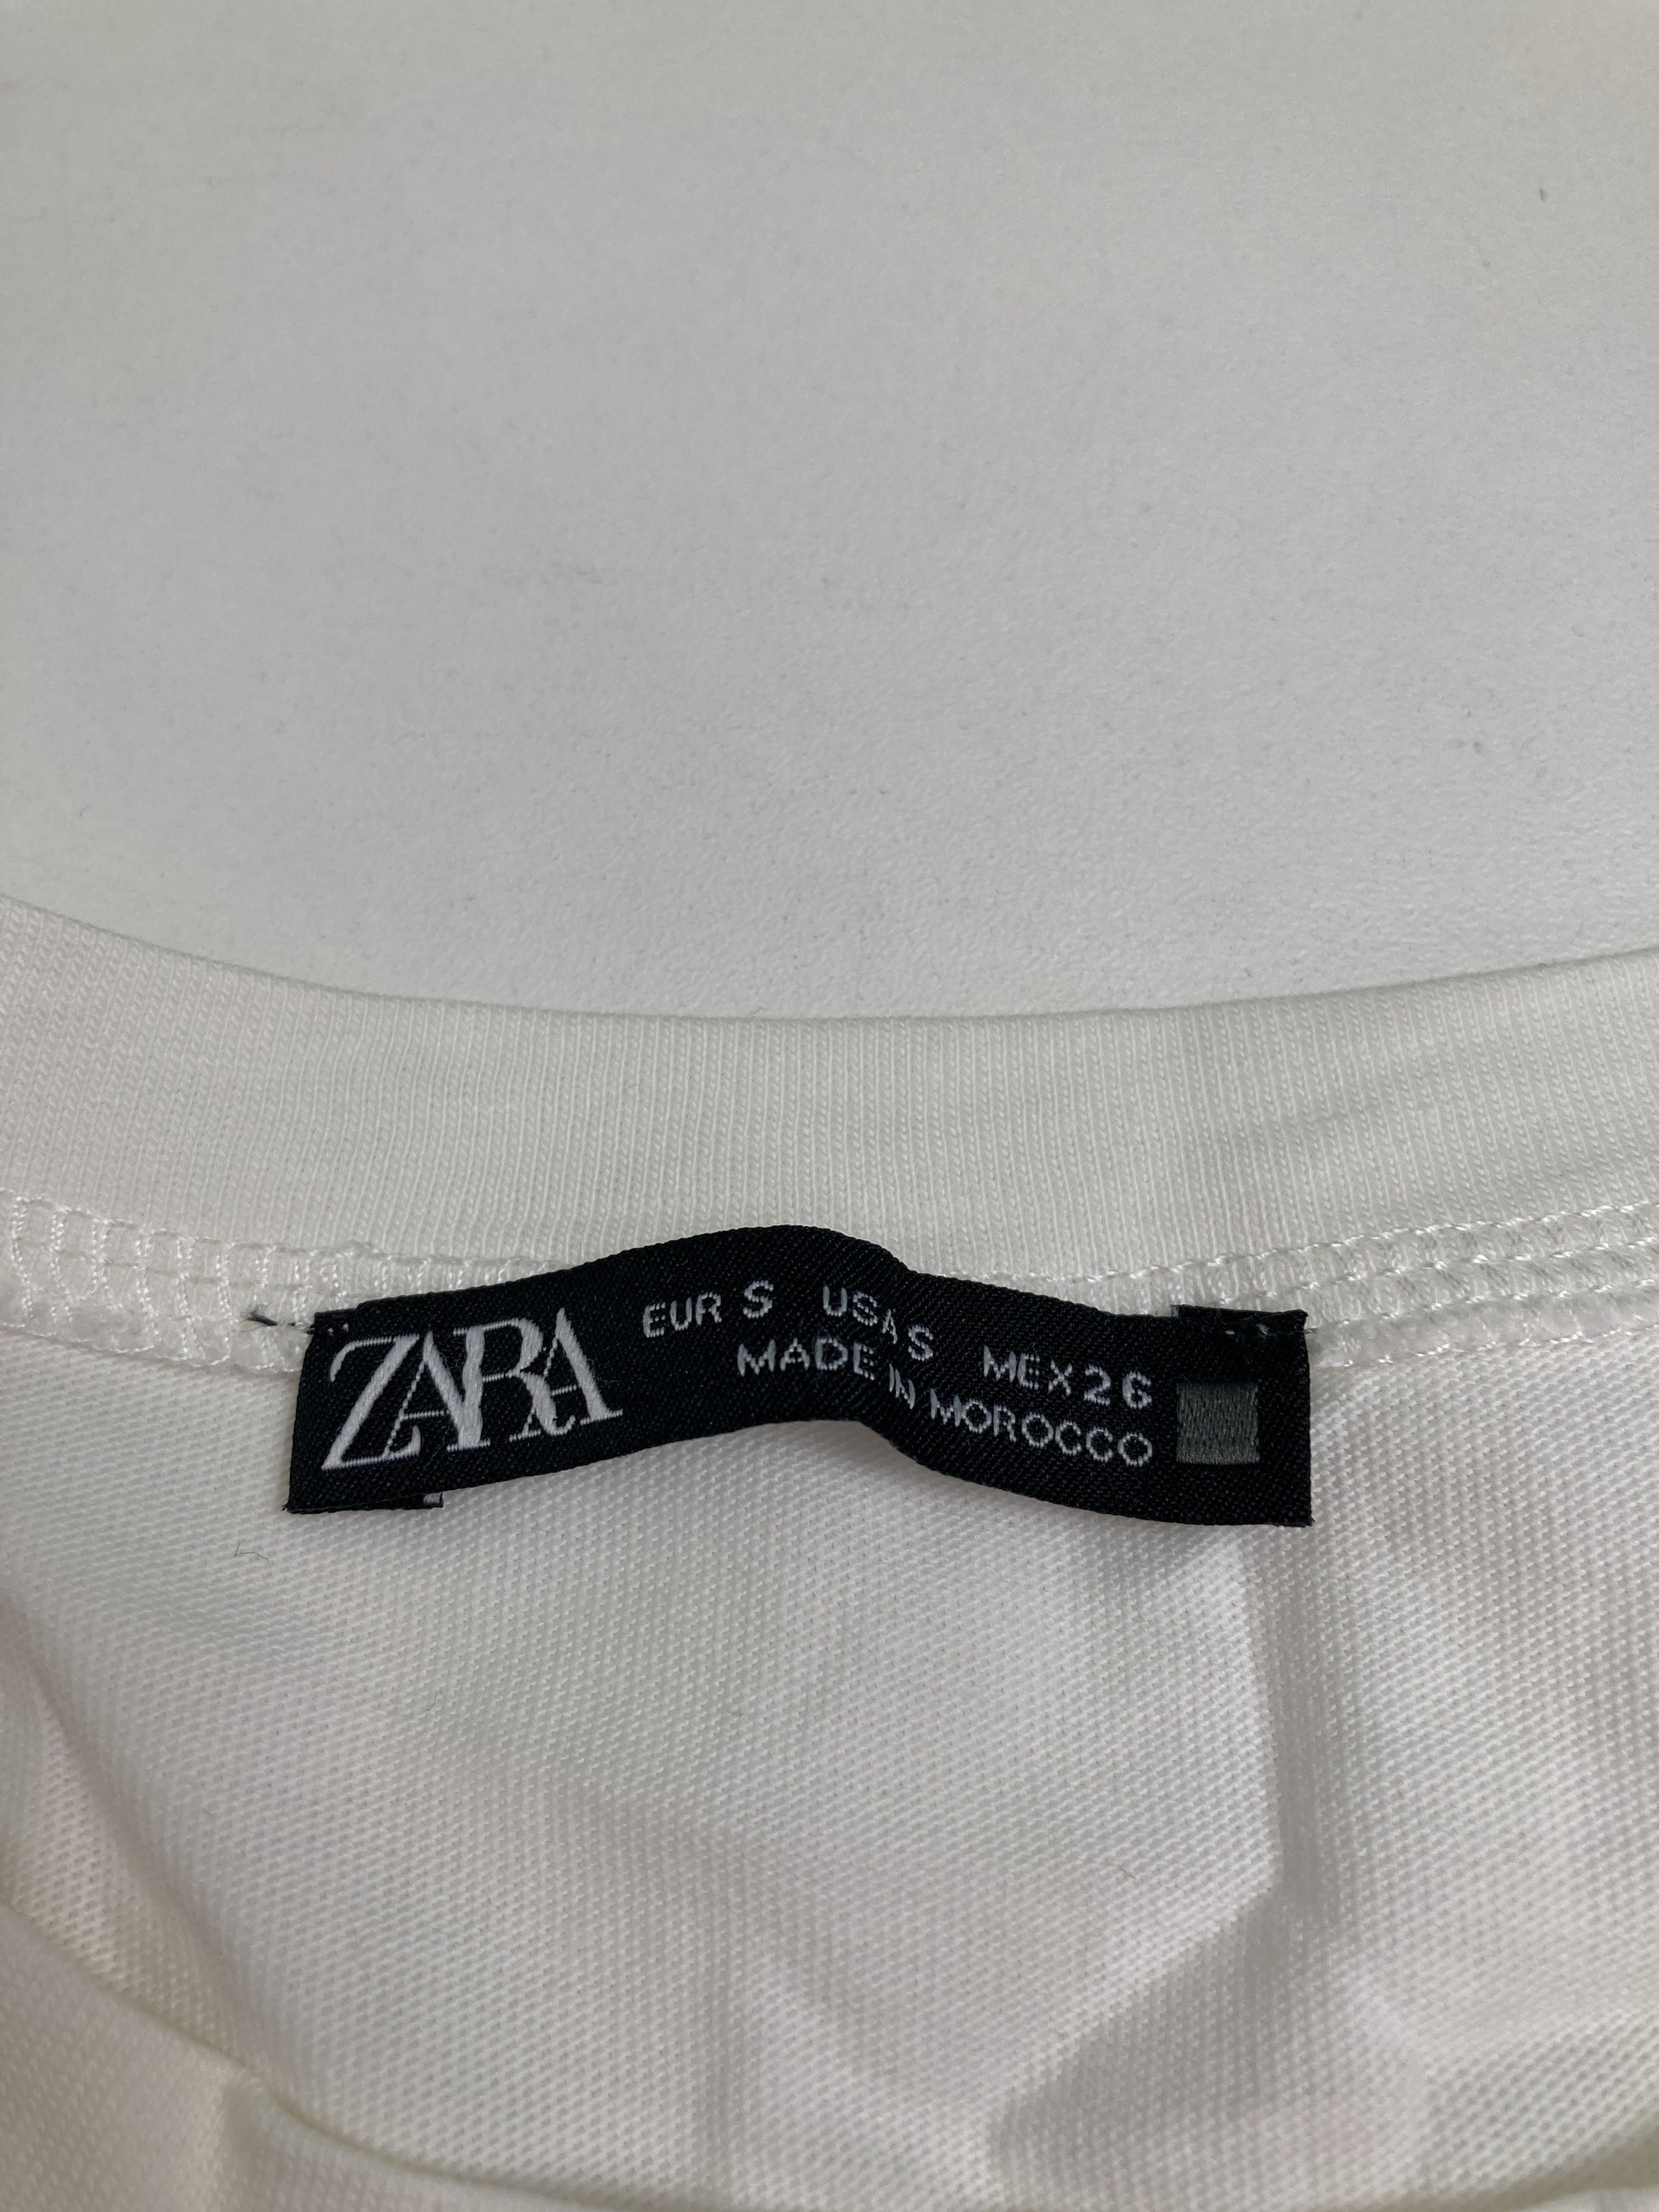 ZARA
EUR S USA S MEX 26
MADE IN MOROCCO